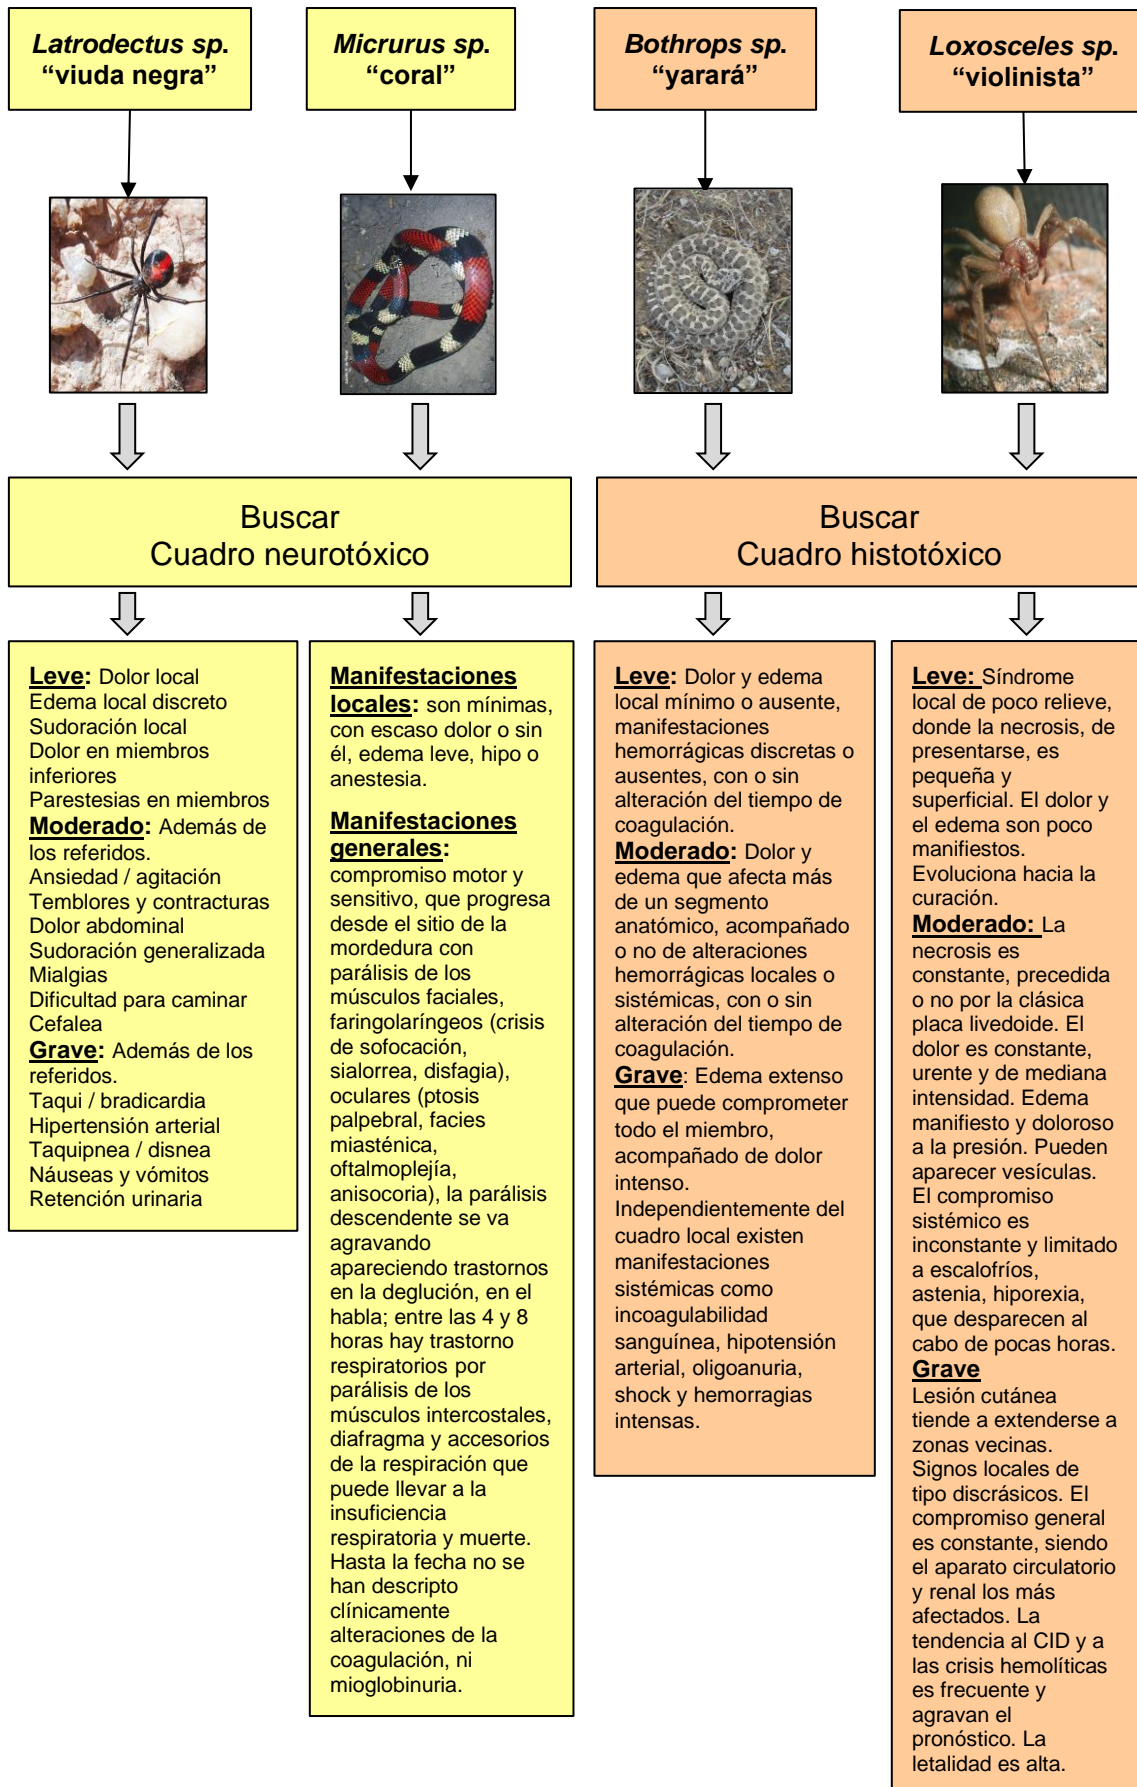 Latrodectus sp.
“viuda negra”
Micrurus sp.
“coral”
Bothrops sp.
“yarará”
Loxosceles sp.
“violinista”
Buscar
Cuadro neurotóxico
Buscar
Cuadro histotóxico
Leve: Dolor local
Edema local discreto
Sudoración local
Dolor en miembros
inferiores
Parestesias en miembros
Moderado: Además de
los referidos.
Ansiedad / agitación
Temblores y contracturas
Dolor abdominal
Sudoración generalizada
Mialgias
Dificultad para caminar
Cefalea
Grave: Además de los
referidos.
Taqui / bradicardia
Hipertensión arterial
Taquipnea / disnea
Náuseas y vómitos
Retención urinaria
Manifestaciones
locales: son mínimas,
con escaso dolor o sin
él, edema leve, hipo o
anestesia.
Manifestaciones
generales:
compromiso motor y
sensitivo, que progresa
desde el sitio de la
mordedura con
parálisis de los
músculos faciales,
faringolaríngeos (crisis
de sofocación,
sialorrea, disfagia),
oculares (ptosis
palpebral, facies
miasténica,
oftalmoplejía,
anisocoria), la parálisis
descendente se va
agravando
apareciendo trastornos
en la deglución, en el
habla; entre las 4 y 8
horas hay trastorno
respiratorios por
parálisis de los
músculos intercostales,
diafragma y accesorios
de la respiración que
puede llevar a la
insuficiencia
respiratoria y muerte.
Hasta la fecha no se
han descripto
clínicamente
alteraciones de la
coagulación, ni
mioglobinuria.
Leve: Dolor y edema
local mínimo o ausente,
manifestaciones
hemorrágicas discretas o
ausentes, con o sin
alteración del tiempo de
coagulación.
Moderado: Dolor y
edema que afecta más
de un segmento
anatómico, acompañado
o no de alteraciones
hemorrágicas locales o
sistémicas, con o sin
alteración del tiempo de
coagulación.
Grave: Edema extenso
que puede comprometer
todo el miembro,
acompañado de dolor
intenso.
Independientemente del
cuadro local existen
manifestaciones
sistémicas como
incoagulabilidad
sanguínea, hipotensión
arterial, oligoanuria,
shock y hemorragias
intensas.
Leve: Síndrome
local de poco relieve,
donde la necrosis, de
presentarse, es
pequeña y
superficial. El dolor y
el edema son poco
manifiestos.
Evoluciona hacia la
curación.
Moderado: La
necrosis es
constante, precedida
o no por la clásica
placa livedoide. El
dolor es constante,
urente y de mediana
intensidad. Edema
manifiesto y doloroso
a la presión. Pueden
aparecer vesículas.
El compromiso
sistémico es
inconstante y limitado
a escalofríos,
astenia, hiporexia,
que desparecen al
cabo de pocas horas.
Grave
Lesión cutánea
tiende a extenderse a
zonas vecinas.
Signos locales de
tipo discrásicos. El
compromiso general
es constante, siendo
el aparato circulatorio
y renal los más
afectados. La
tendencia al CID y a
las crisis hemolíticas
es frecuente y
agravan el
pronóstico. La
letalidad es alta.